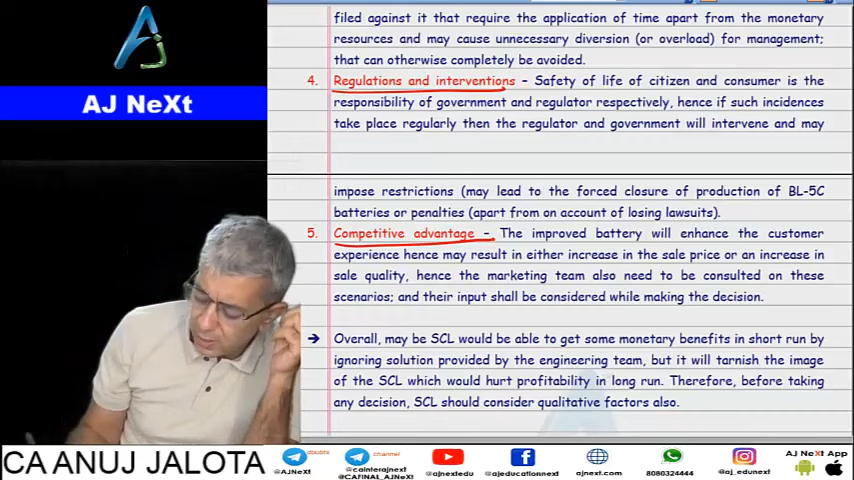 filed against it that require the application of time apart from the monetary
resources and may cause unnecessary diversion (or overload) for management;
that can otherwise completely be avoided.
4. Regulations and interventions – Safety of life of citizen and consumer is the
responsibility of government and regulator respectively, hence if such incidences
take place regularly then the regulator and government will intervene and may
impose restrictions (may lead to the forced closure of production of BL-5C
batteries or penalties (apart from on account of losing lawsuits).
5. Competitive advantage – The improved battery will enhance the customer
experience hence may result in either increase in the sale price or an increase in
sale quality, hence the marketing team also need to be consulted on these
scenarios; and their input shall be considered while making the decision.
→ Overall, may be SCL would be able to get some monetary benefits in short run by
ignoring solution provided by the engineering team, but it will tarnish the image
of the SCL which would hurt profitability in long run. Therefore, before taking
any decision, SCL should consider qualitative factors also.
AJ NeXt
CA ANUJ JALOTA
doubts
@AJNeXt
channel
@cainterajnext
@CAFINAL_AJNeXt
@ajnextedu
@ajeducationnext
ajnext.com
8080324444
@aj_edunext
AJ NeXt App